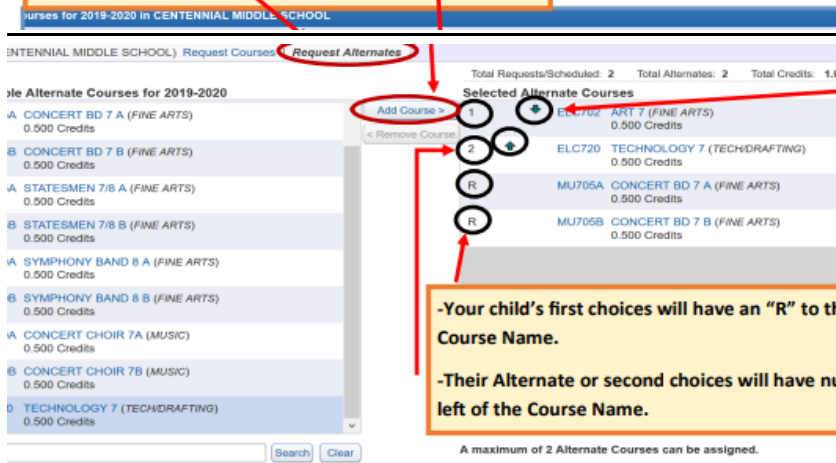 ourses for 2019-2020 in CENTENNIAL MIDDLE SCHOOL
ENTENNIAL MIDDLE SCHOOL) Request Courses Request Alternates
Total Requests/Scheduled: 2 Total Alternates: 2 Total Credits: 1.
ble Alternate Courses for 2019-2020
A CONCERT BD 7 A (FINE ARTS)
0.500 Credits
B CONCERT BD 7 B (FINE ARTS)
0.500 Credits
A STATESMEN 7/8 A (FINE ARTS)
0.500 Credits
B STATESMEN 7/8 B (FINE ARTS)
0.500 Credits
A SYMPHONY BAND 8 A (FINE ARTS)
0.500 Credits
B SYMPHONY BAND 8 B (FINE ARTS)
0.500 Credits
A CONCERT CHOIR 7A (MUSIC)
0.500 Credits
B CONCERT CHOIR 7B (MUSIC)
0.500 Credits
0 TECHNOLOGY 7 (TECH/DRAFTING)
0.500 Credits
Search Clear
Add Course >
< Remove Course
Selected Alternate Courses
1 ELC702 ART 7 (FINE ARTS)
0.500 Credits
2 ELC720 TECHNOLOGY 7 (TECH/DRAFTING)
0.500 Credits
R MU705A CONCERT BD 7 A (FINE ARTS)
0.500 Credits
R MU705B CONCERT BD 7 B (FINE ARTS)
0.500 Credits
-Your child's first choices will have an “R” to th
Course Name.
-Their Alternate or second choices will have nu
left of the Course Name.
A maximum of 2 Alternate Courses can be assigned.